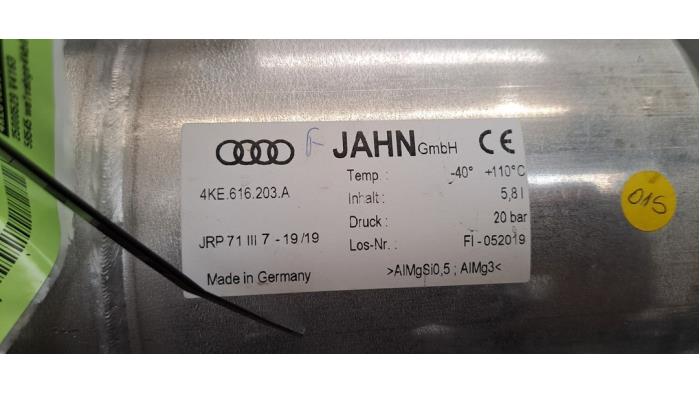 JAHN GmbH CE
4KE.616.203.A
Temp.: -40° +110°C
Inhalt: 5,8 l
Druck: 20 bar
JRP 71 III 7 - 19/19
Los-Nr.: FI - 052019
Made in Germany
>AlMgSi0,5 ; AlMg3<
015